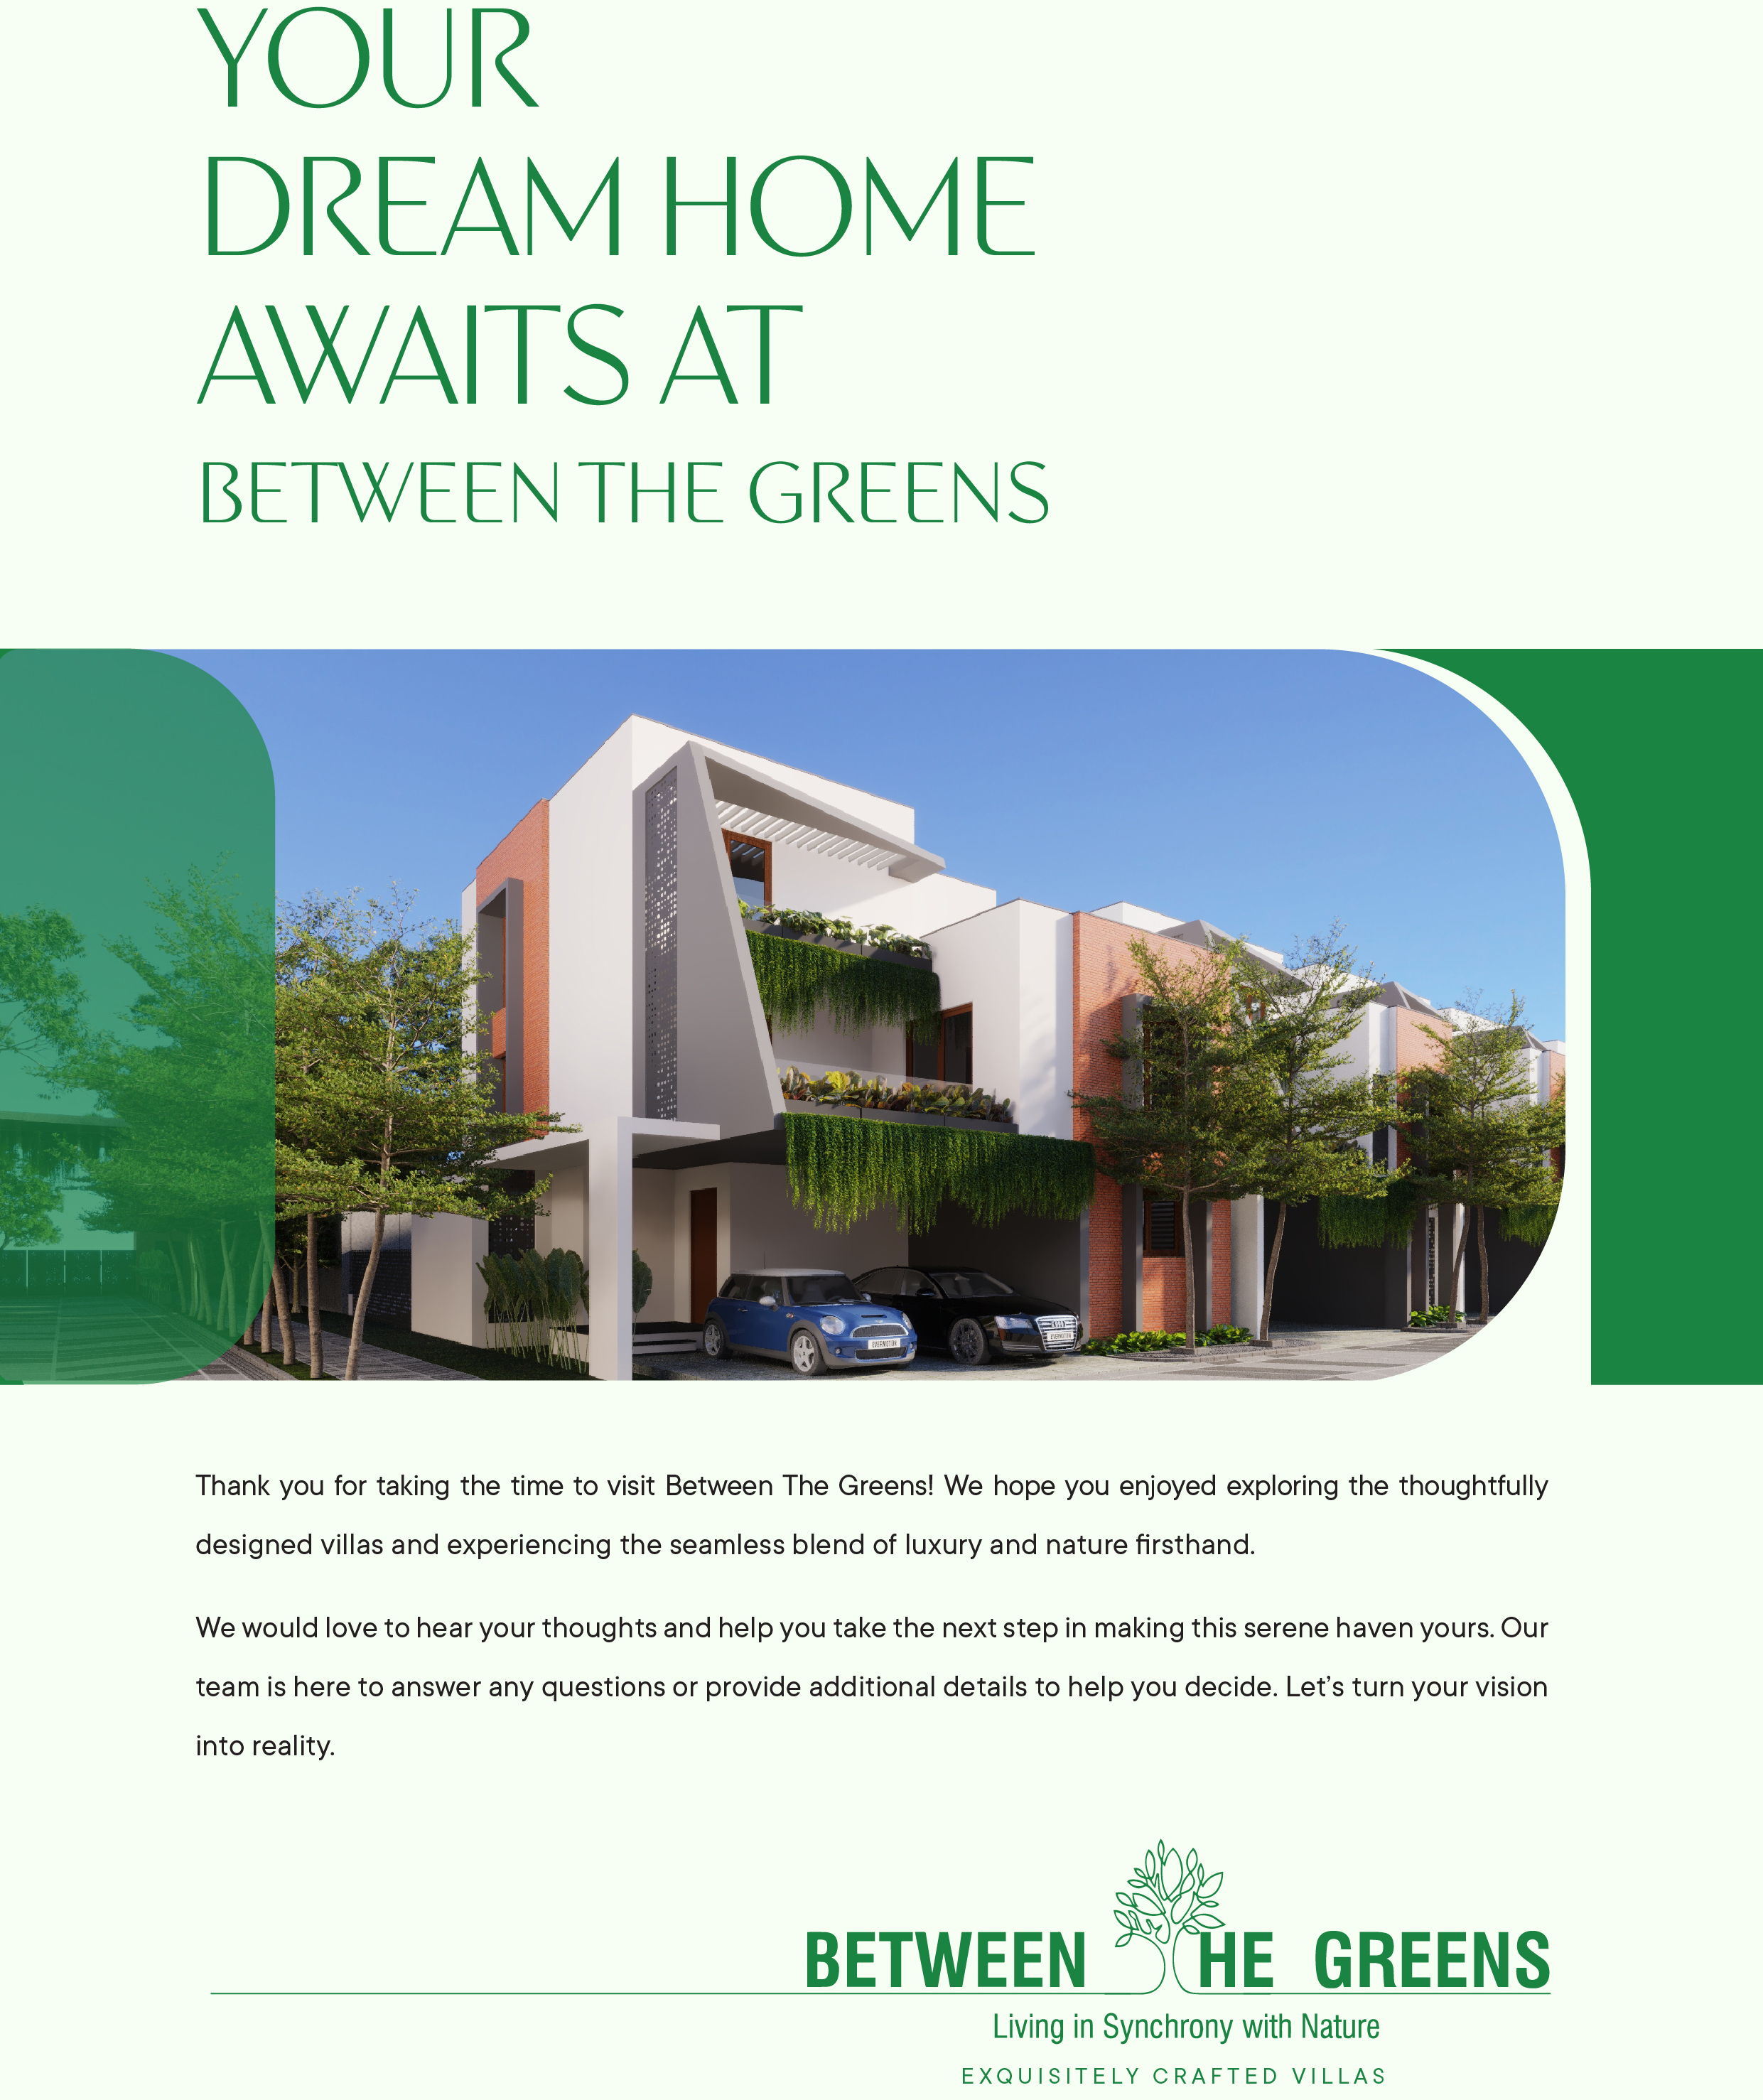 YOUR
DREAM HOME
AWAITS AT
BETWEEN THE GREENS
Thank you for taking the time to visit Between The Greens! We hope you enjoyed exploring the thoughtfully
designed villas and experiencing the seamless blend of luxury and nature firsthand.
We would love to hear your thoughts and help you take the next step in making this serene haven yours. Our
team is here to answer any questions or provide additional details to help you decide. Let’s turn your vision
into reality.
BETWEEN THE GREENS
Living in Synchrony with Nature
EXQUISITELY CRAFTED VILLAS